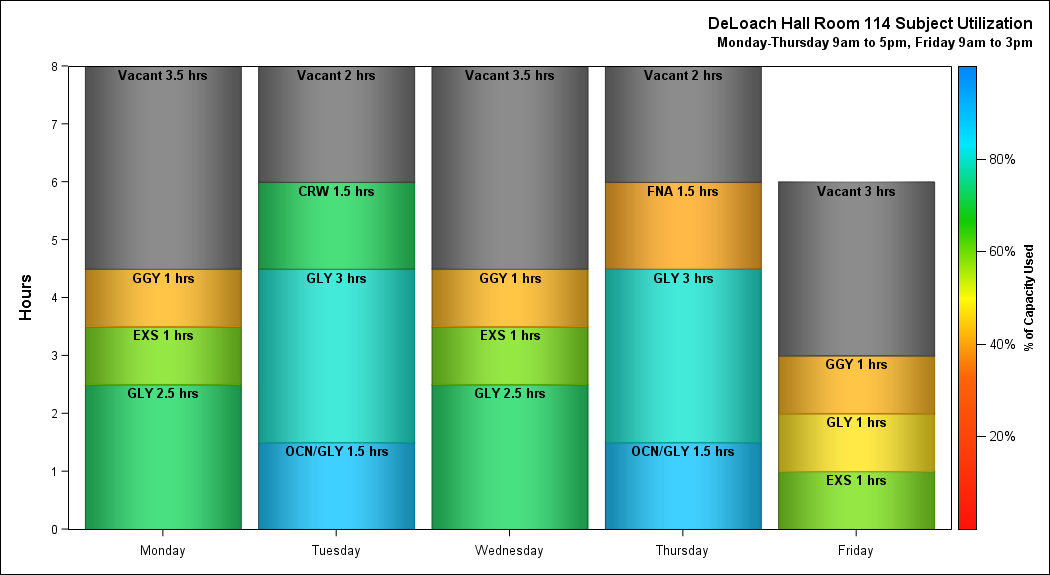 DeLoach Hall Room 114 Subject Utilization
Monday-Thursday 9am to 5pm, Friday 9am to 3pm
Hours
8
7
6
5
4
3
2
1
0
Vacant 3.5 hrs
GGY 1 hrs
EXS 1 hrs
GLY 2.5 hrs
Monday
Vacant 2 hrs
CRW 1.5 hrs
GLY 3 hrs
OCN/GLY 1.5 hrs
Tuesday
Vacant 3.5 hrs
GGY 1 hrs
EXS 1 hrs
GLY 2.5 hrs
Wednesday
Vacant 2 hrs
FNA 1.5 hrs
GLY 3 hrs
OCN/GLY 1.5 hrs
Thursday
Vacant 3 hrs
GGY 1 hrs
GLY 1 hrs
EXS 1 hrs
Friday
80%
60%
40%
20%
% of Capacity Used